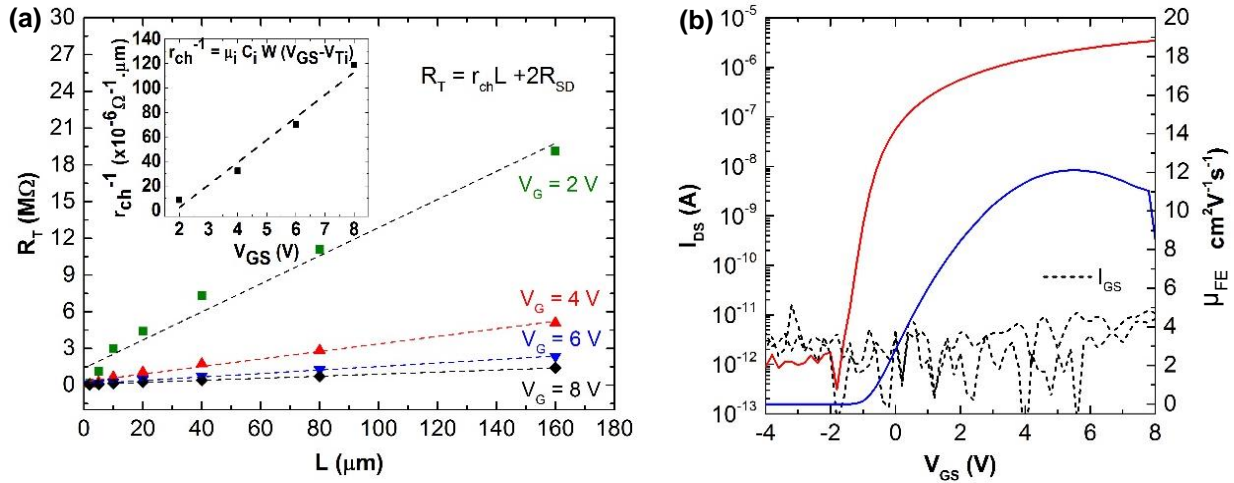 (a)
30
27
24
21
18
15
12
9
6
3
0
R_T (MΩ)
0 20 40 60 80 100 120 140 160 180
L (μm)
140
120
100
80
60
40
20
0
r_ch^-1 (x10^-6 Ω^-1.μm)
r_ch^-1 = μ_i C_i W (V_GS-V_Ti)
2 3 4 5 6 7 8
V_GS (V)
R_T = r_ch L + 2R_SD
V_G = 2 V
V_G = 4 V
V_G = 6 V
V_G = 8 V
(b)
10^-5
10^-6
10^-7
10^-8
10^-9
10^-10
10^-11
10^-12
10^-13
I_DS (A)
-4 -2 0 2 4 6 8
V_GS (V)
I_GS
20
18
16
14
12
10
8
6
4
2
0
μ_FE cm^2V^-1s^-1